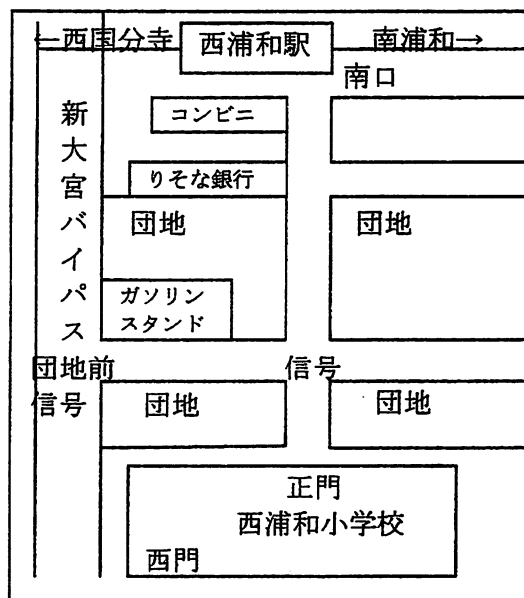 ←西国分寺
西浦和駅
南浦和→
南口
新大宮バイパス
コンビニ
りそな銀行
団地
団地
ガソリン
スタンド
団地前
信号
信号
団地
団地
正門
西浦和小学校
西門